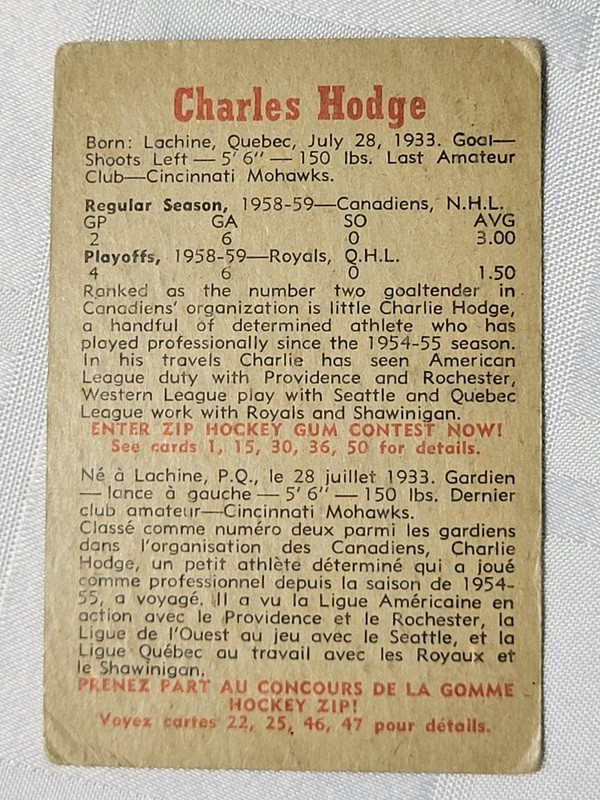 Charles Hodge
Born: Lachine, Quebec, July 28, 1933. Goal—
Shoots Left — 5' 6" — 150 lbs. Last Amateur
Club—Cincinnati Mohawks.
Regular Season, 1958-59—Canadiens, N.H.L.
GP GA SO AVG
2 6 0 3.00
Playoffs, 1958-59—Royals, Q.H.L.
4 6 0 1.50
Ranked as the number two goaltender in
Canadiens' organization is little Charlie Hodge,
a handful of determined athlete who has
played professionally since the 1954-55 season.
In his travels Charlie has seen American
League duty with Providence and Rochester,
Western League play with Seattle and Quebec
League work with Royals and Shawinigan.
ENTER ZIP HOCKEY GUM CONTEST NOW!
See cards 1, 15, 30, 36, 50 for details.
Né à Lachine, P.Q., le 28 juillet 1933. Gardien
— lance à gauche — 5' 6" — 150 lbs. Dernier
club amateur—Cincinnati Mohawks.
Classé comme numéro deux parmi les gardiens
dans l'organisation des Canadiens, Charlie
Hodge, un petit athlète déterminé qui a joué
comme professionnel depuis la saison de 1954-
55, a voyagé. Il a vu la Ligue Américaine en
action avec le Providence et le Rochester, la
Ligue de l'Ouest au jeu avec le Seattle, et la
Ligue Québec au travail avec les Royaux et
le Shawinigan.
PRENEZ PART AU CONCOURS DE LA GOMME
HOCKEY ZIP!
Voyez cartes 22, 25, 46, 47 pour détails.